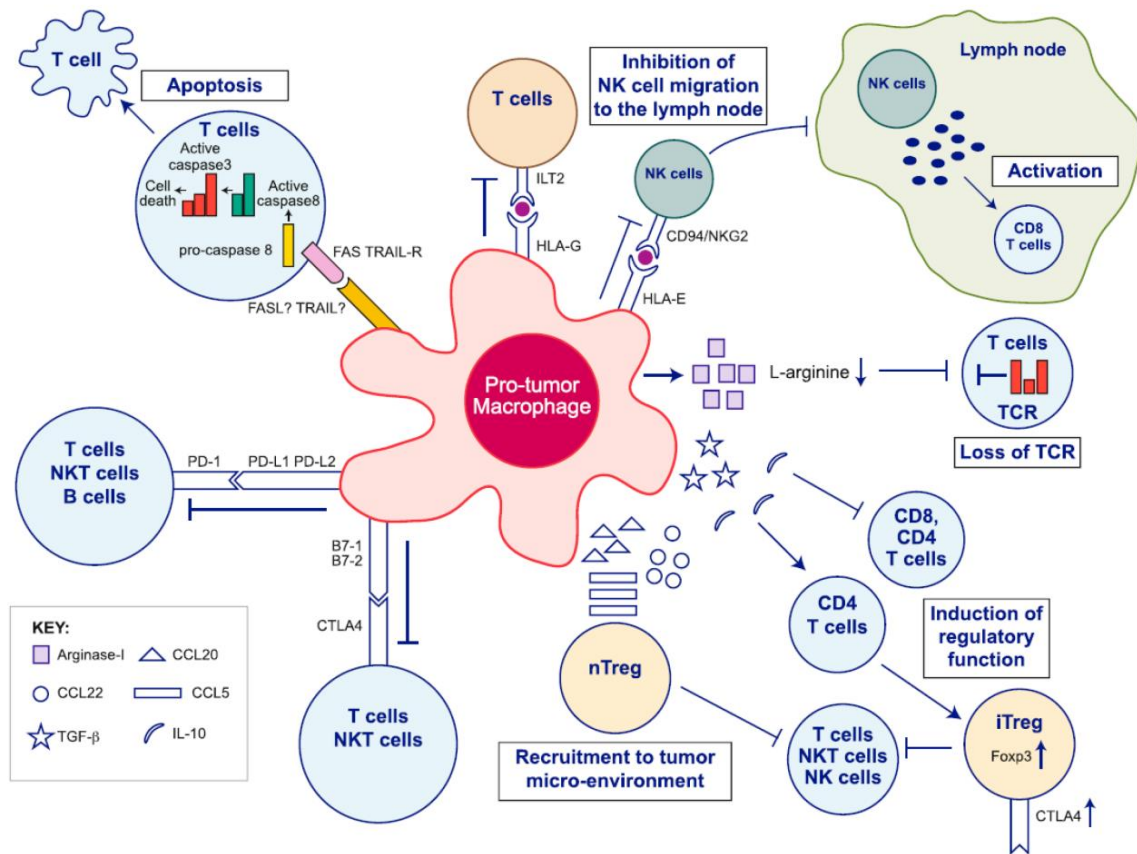 T cell
Apoptosis
T cells
Active
caspase3
Cell
death
Active
caspase8
pro-caspase 8
FAS TRAIL-R
FASL? TRAIL?
T cells
ILT2
HLA-G
Inhibition of
NK cell migration
to the lymph node
NK cells
CD94/NKG2
HLA-E
Lymph node
NK cells
Activation
CD8
T cells
Pro-tumor
Macrophage
L-arginine
T cells
TCR
Loss of TCR
T cells
NKT cells
B cells
PD-1
PD-L1 PD-L2
B7-1
B7-2
CTLA4
T cells
NKT cells
CD8,
CD4
T cells
CD4
T cells
Induction of
regulatory
function
nTreg
Recruitment to tumor
micro-environment
T cells
NKT cells
NK cells
iTreg
Foxp3
CTLA4
KEY:
Arginase-I
CCL20
CCL22
CCL5
TGF-β
IL-10